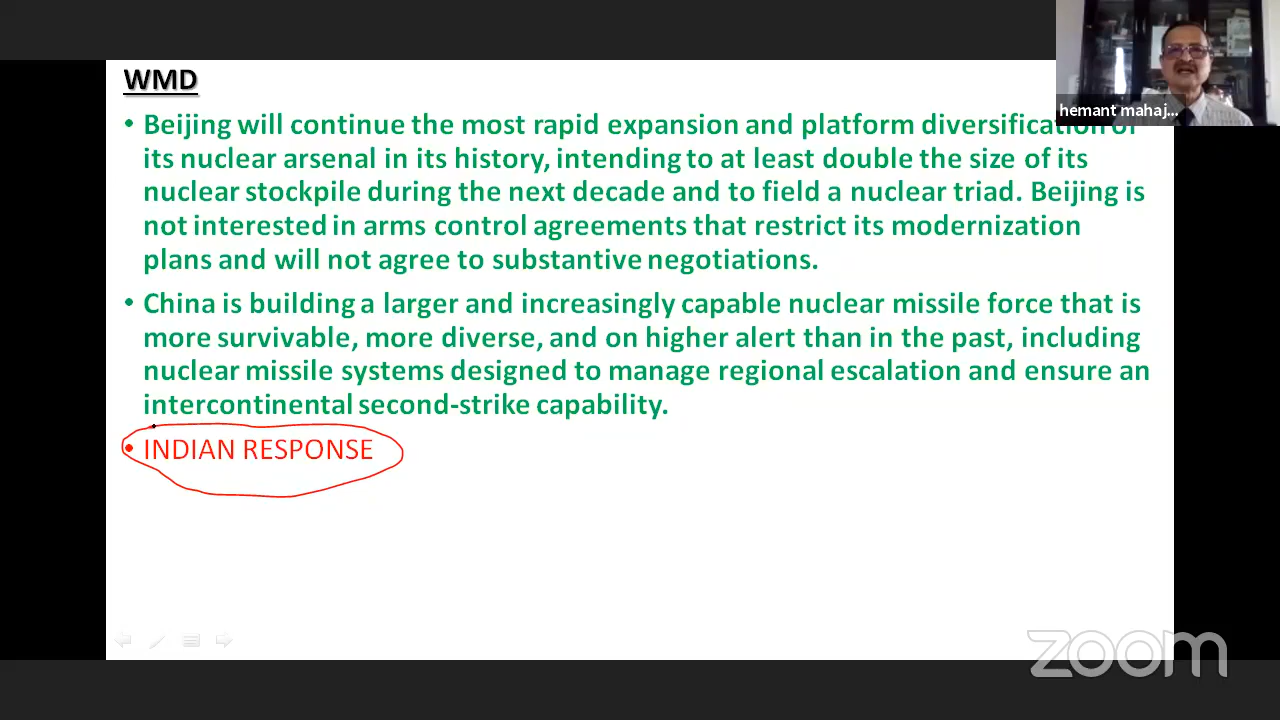 WMD
hemant mahaj...
• Beijing will continue the most rapid expansion and platform diversification of
its nuclear arsenal in its history, intending to at least double the size of its
nuclear stockpile during the next decade and to field a nuclear triad. Beijing is
not interested in arms control agreements that restrict its modernization
plans and will not agree to substantive negotiations.
• China is building a larger and increasingly capable nuclear missile force that is
more survivable, more diverse, and on higher alert than in the past, including
nuclear missile systems designed to manage regional escalation and ensure an
intercontinental second-strike capability.
• INDIAN RESPONSE
zoom